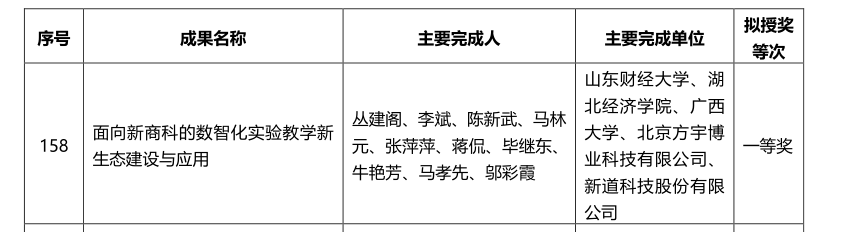 序号
成果名称
主要完成人
主要完成单位
拟授奖
等次
158
面向新商科的数智化实验教学新
生态建设与应用
丛建阁、李斌、陈新武、马林
元、张萍萍、蒋侃、毕继东、
牛艳芳、马孝先、邬彩霞
山东财经大学、湖
北经济学院、广西
大学、北京方宇博
业科技有限公司、
新道科技股份有限
公司
一等奖